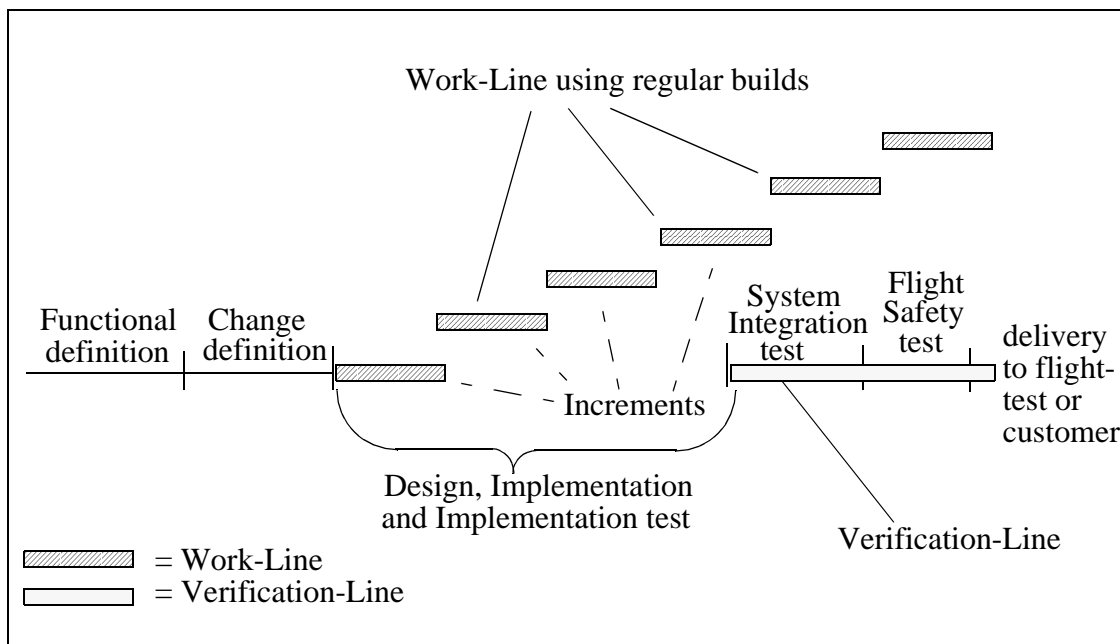 Work-Line using regular builds
Functional
definition
Change
definition
System
Integration
test
Flight
Safety
test
delivery
to flight-
test or
customer
Increments
Design, Implementation
and Implementation test
Verification-Line
= Work-Line
= Verification-Line